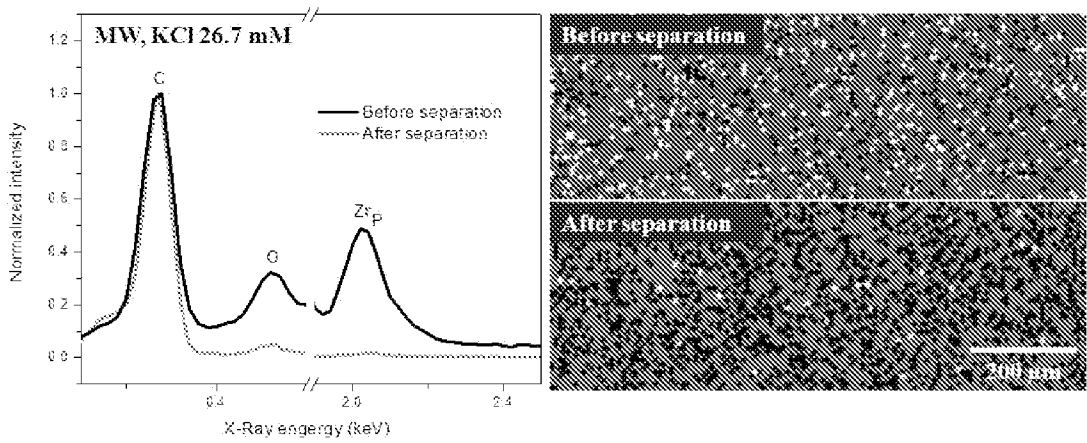 MW, KCl 26.7 mM
1.2
1.0
0.8
0.6
0.4
0.2
0.0
Normalized intensity
C
O
Zr
P
Before separation
After separation
0.4
2.0
2.4
X-Ray engergy (keV)
Before separation
After separation
200 µm